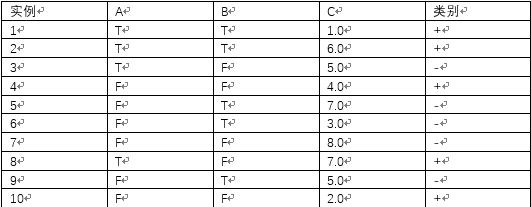 实例 A B C 类别
1 T T 1.0 +
2 T T 6.0 +
3 T F 5.0 -
4 F F 4.0 +
5 F T 7.0 -
6 F T 3.0 -
7 F F 8.0 -
8 T F 7.0 +
9 F T 5.0 -
10 F F 2.0 +